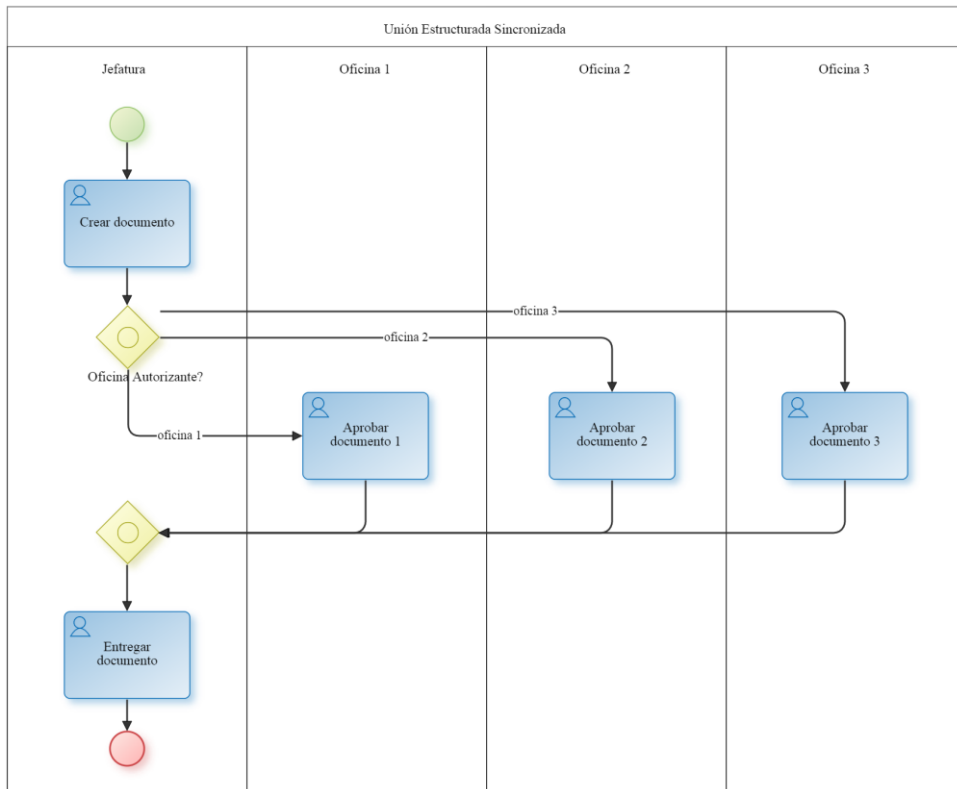 Unión Estructurada Sincronizada
Jefatura
Oficina 1
Oficina 2
Oficina 3
Crear documento
oficina 3
oficina 2
Oficina Autorizante?
oficina 1
Aprobar
documento 1
Aprobar
documento 2
Aprobar
documento 3
Entregar
documento